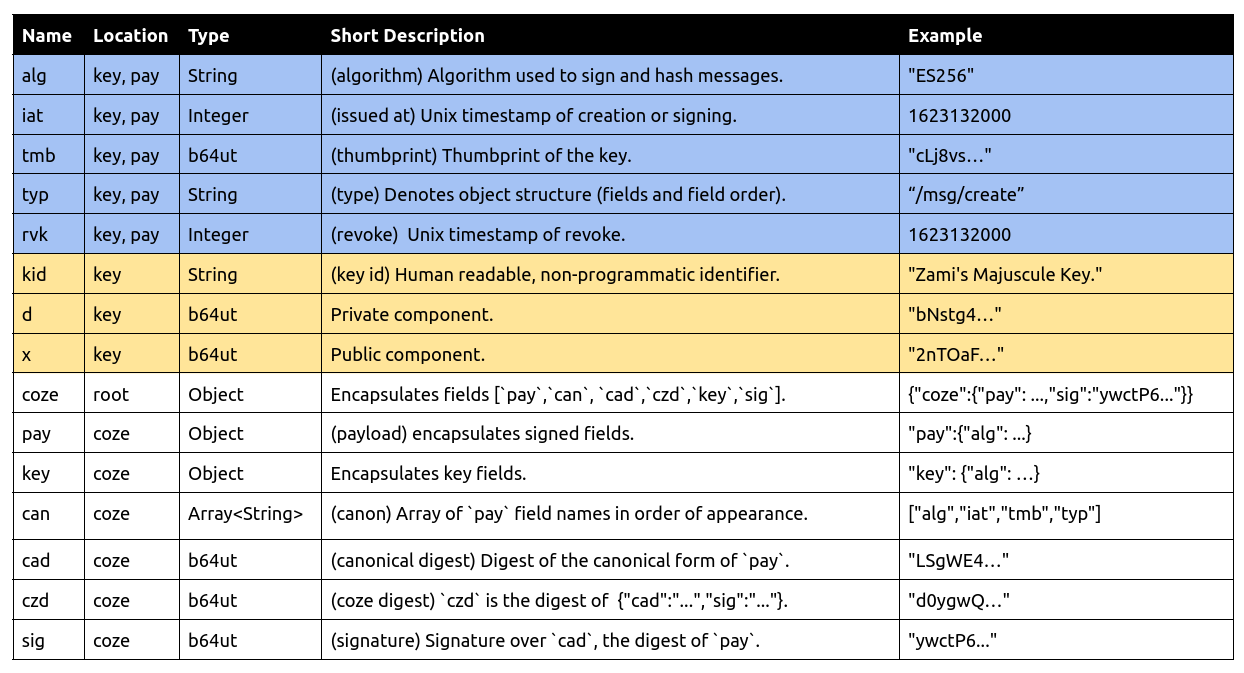 Name Location Type Short Description Example
alg key, pay String (algorithm) Algorithm used to sign and hash messages. "ES256"
iat key, pay Integer (issued at) Unix timestamp of creation or signing. 1623132000
tmb key, pay b64ut (thumbprint) Thumbprint of the key. "cLj8vs…"
typ key, pay String (type) Denotes object structure (fields and field order). “/msg/create”
rvk key, pay Integer (revoke)  Unix timestamp of revoke. 1623132000
kid key String (key id) Human readable, non-programmatic identifier. "Zami's Majuscule Key."
d key b64ut Private component. "bNstg4…"
x key b64ut Public component. "2nTOaF…"
coze root Object Encapsulates fields [`pay`,`can`, `cad`,`czd`,`key`,`sig`]. {"coze":{"pay": ...,"sig":"ywctP6..."}}
pay coze Object (payload) encapsulates signed fields. "pay":{"alg": ...}
key coze Object Encapsulates key fields. "key": {"alg": …}
can coze Array<String> (canon) Array of `pay` field names in order of appearance. ["alg","iat","tmb","typ"]
cad coze b64ut (canonical digest) Digest of the canonical form of `pay`. "LSgWE4…"
czd coze b64ut (coze digest) `czd` is the digest of  {"cad":"...","sig":"..."}. "d0ygwQ…"
sig coze b64ut (signature) Signature over `cad`, the digest of `pay`. "ywctP6..."